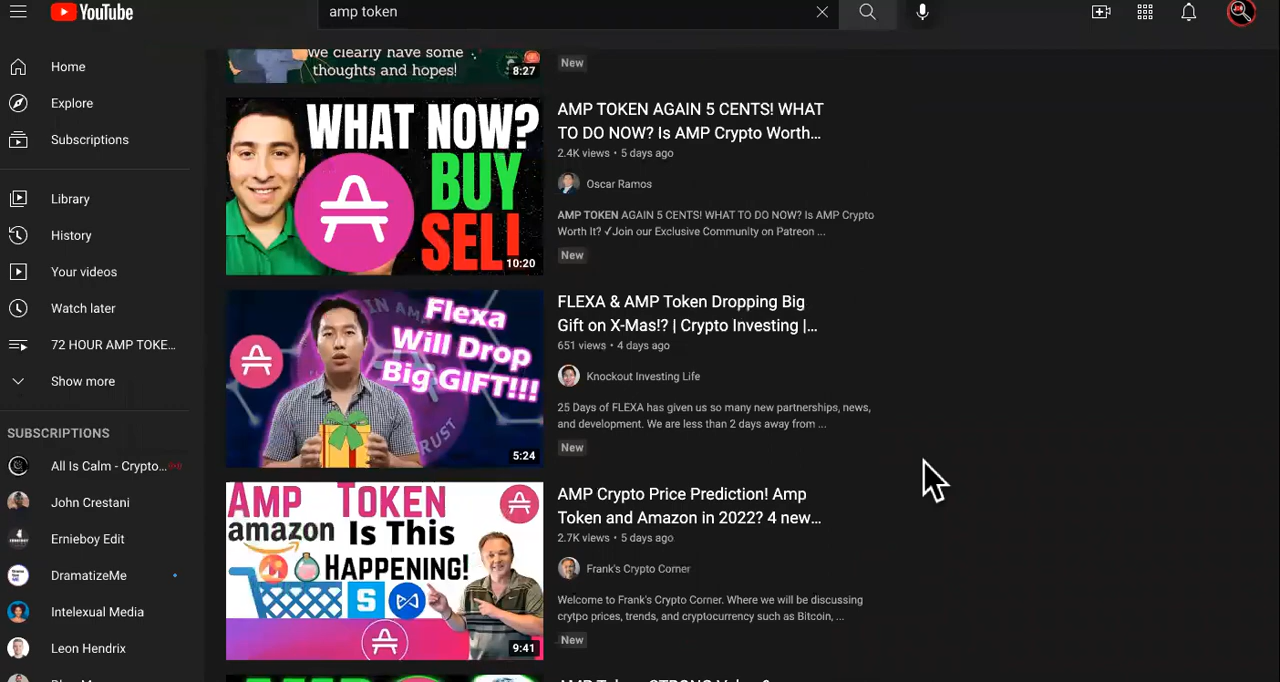 YouTube
amp token
Home
Explore
Subscriptions
Library
History
Your videos
Watch later
72 HOUR AMP TOKE...
Show more
SUBSCRIPTIONS
All Is Calm - Crypto...
John Crestani
Ernieboy Edit
DramatizeMe
Intelexual Media
Leon Hendrix
we clearly have some
thoughts and hopes!
8:27
New
WHAT NOW?
BUY
SELL
10:20
AMP TOKEN AGAIN 5 CENTS! WHAT
TO DO NOW? Is AMP Crypto Worth...
2.4K views • 5 days ago
Oscar Ramos
AMP TOKEN AGAIN 5 CENTS! WHAT TO DO NOW? Is AMP Crypto
Worth It? ✓Join our Exclusive Community on Patreon ...
New
Flexa
Will Drop
Big GIFT!!!
TRUST
5:24
FLEXA & AMP Token Dropping Big
Gift on X-Mas!? | Crypto Investing |...
651 views • 4 days ago
Knockout Investing Life
25 Days of FLEXA has given us so many new partnerships, news,
and development. We are less than 2 days away from ...
New
AMP TOKEN
amazon Is This
HAPPENING!
9:41
AMP Crypto Price Prediction! Amp
Token and Amazon in 2022? 4 new...
2.7K views • 5 days ago
Frank's Crypto Corner
Welcome to Frank's Crypto Corner. Where we will be discussing
crytpo prices, trends, and cryptocurrency such as Bitcoin, ...
New